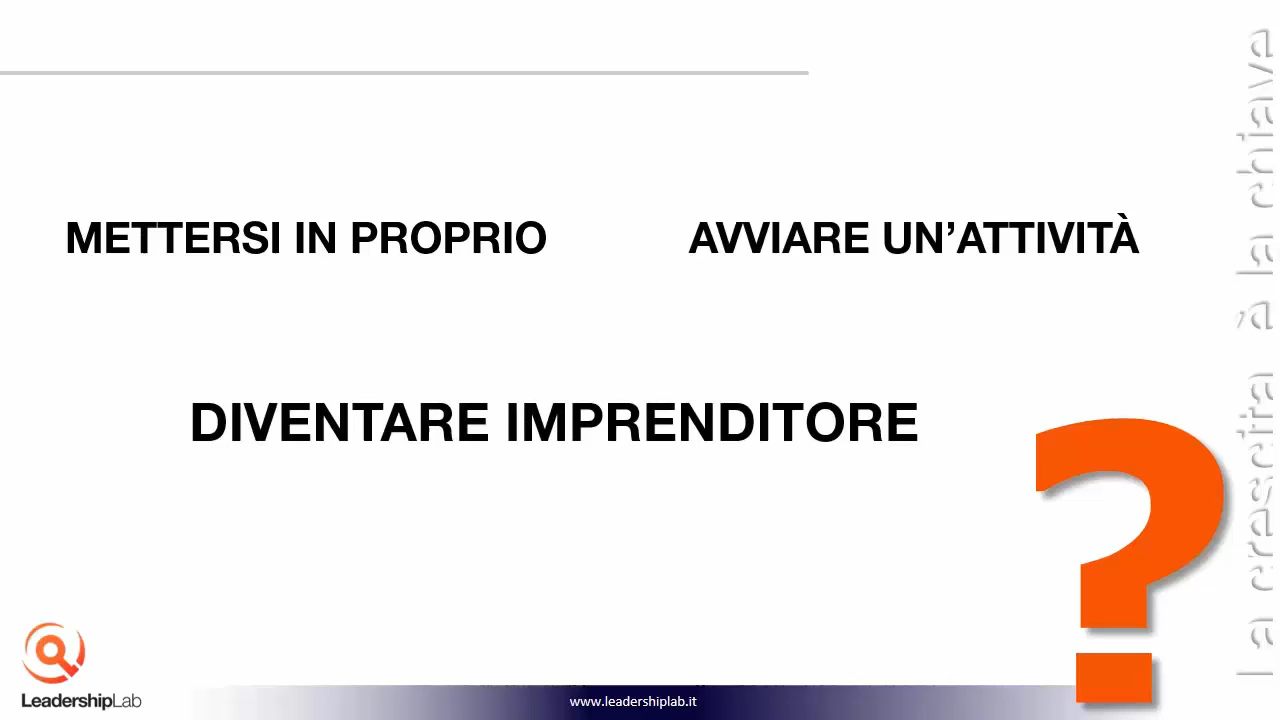 METTERSI IN PROPRIO
AVVIARE UN’ATTIVITÀ
DIVENTARE IMPRENDITORE
?
La crescita è la chiave
LeadershipLab
www.leadershiplab.it